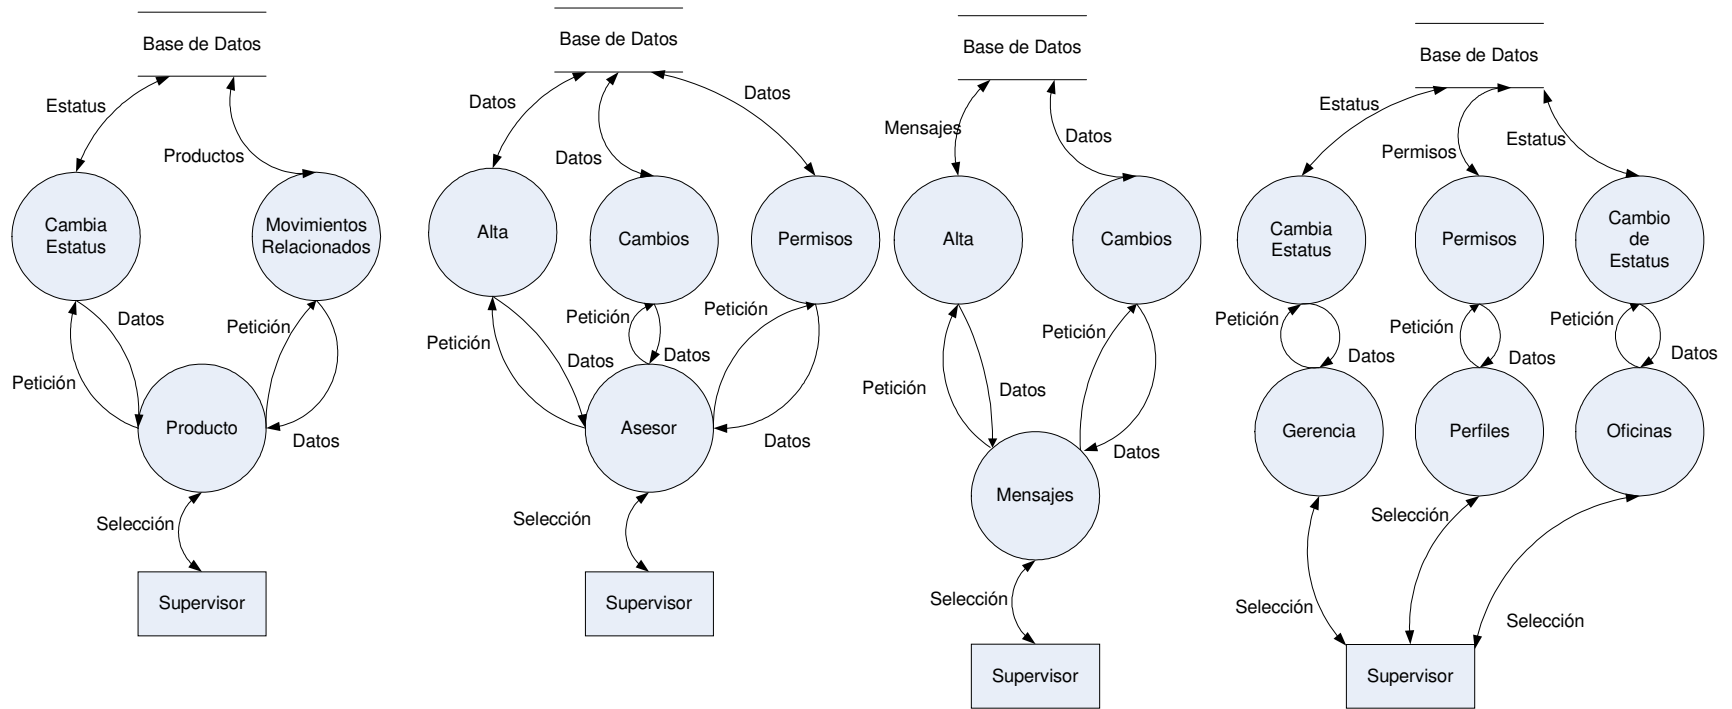 Base de Datos
Estatus
Productos
Cambia
Estatus
Movimientos
Relacionados
Datos
Petición
Petición
Producto
Datos
Selección
Supervisor
Base de Datos
Datos
Datos
Datos
Alta
Cambios
Permisos
Petición
Petición
Petición
Datos
Datos
Asesor
Datos
Selección
Supervisor
Base de Datos
Mensajes
Datos
Alta
Cambios
Petición
Petición
Datos
Datos
Mensajes
Selección
Supervisor
Base de Datos
Estatus
Permisos
Estatus
Cambia
Estatus
Permisos
Cambio
de
Estatus
Petición
Petición
Petición
Datos
Datos
Datos
Gerencia
Perfiles
Oficinas
Selección
Selección
Selección
Supervisor